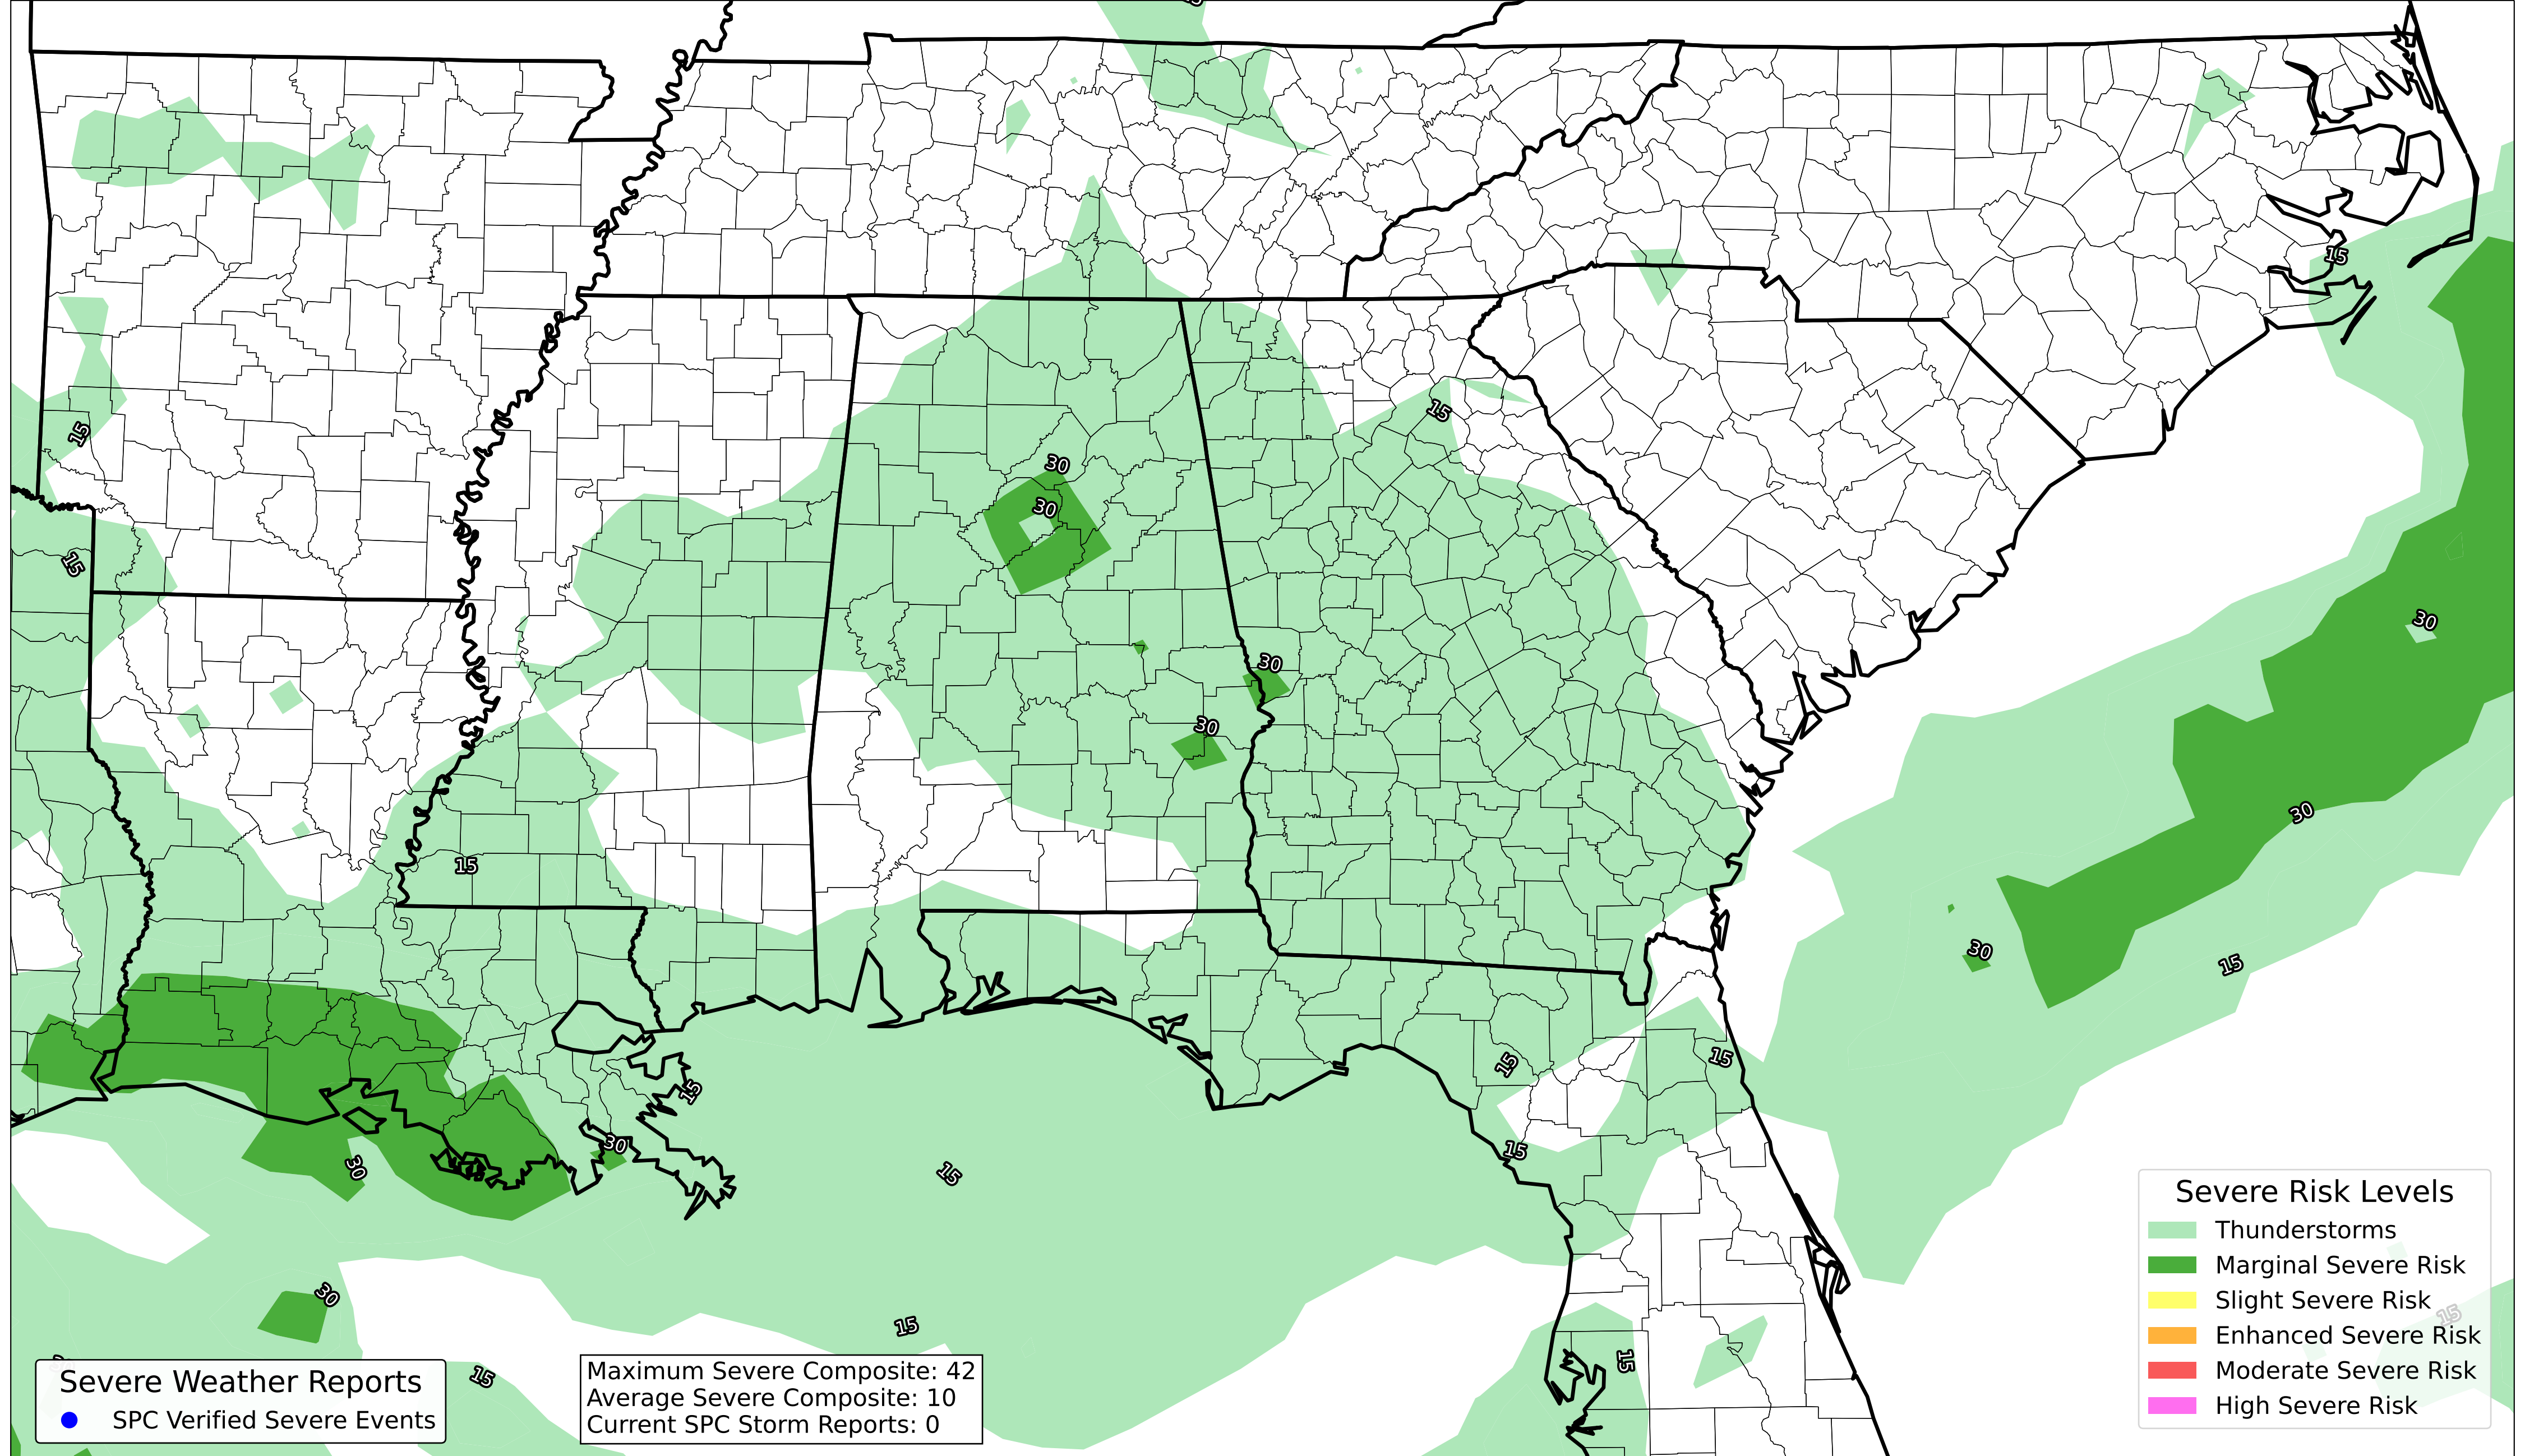 15
15
30
30
15
15
30
30
30
15
30
30
15
15
15
15
30
15
15
30
15
30
15
15
15
15
Severe Risk Levels
Thunderstorms
Marginal Severe Risk
Slight Severe Risk
Enhanced Severe Risk
Moderate Severe Risk
High Severe Risk
Severe Weather Reports
SPC Verified Severe Events
Maximum Severe Composite: 42
Average Severe Composite: 10
Current SPC Storm Reports: 0